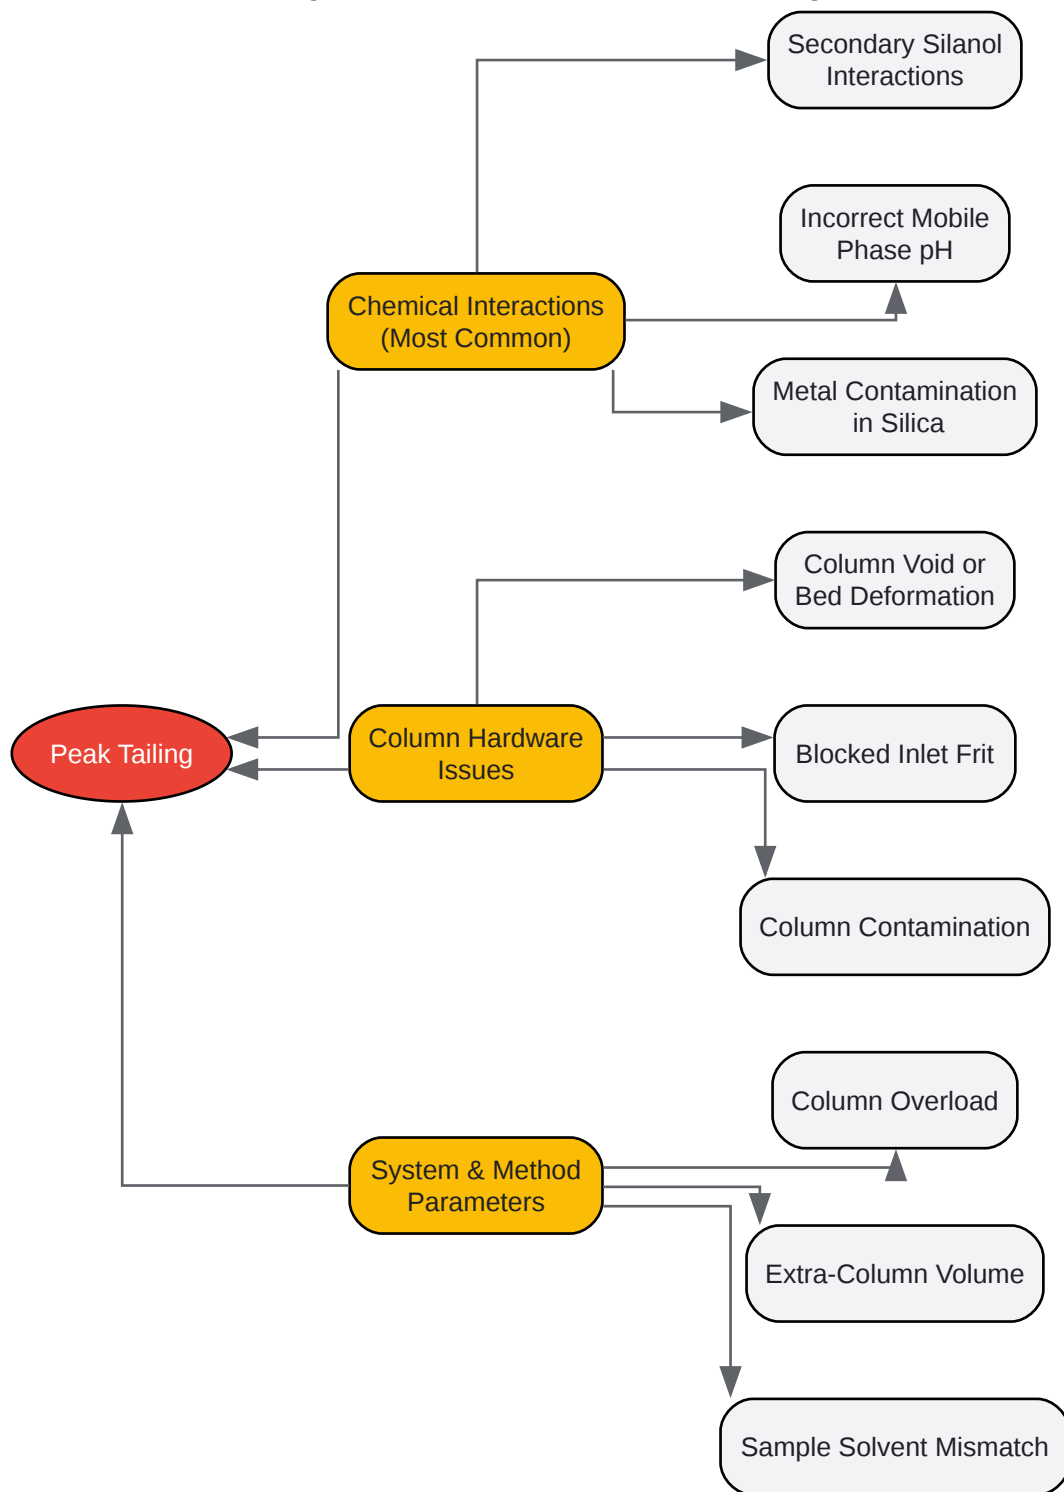 Secondary Silanol
Interactions
Incorrect Mobile
Phase pH
Chemical Interactions
(Most Common)
Metal Contamination
in Silica
Column Void or
Bed Deformation
Peak Tailing
Column Hardware
Issues
Blocked Inlet Frit
Column Contamination
Column Overload
System & Method
Parameters
Extra-Column Volume
Sample Solvent Mismatch